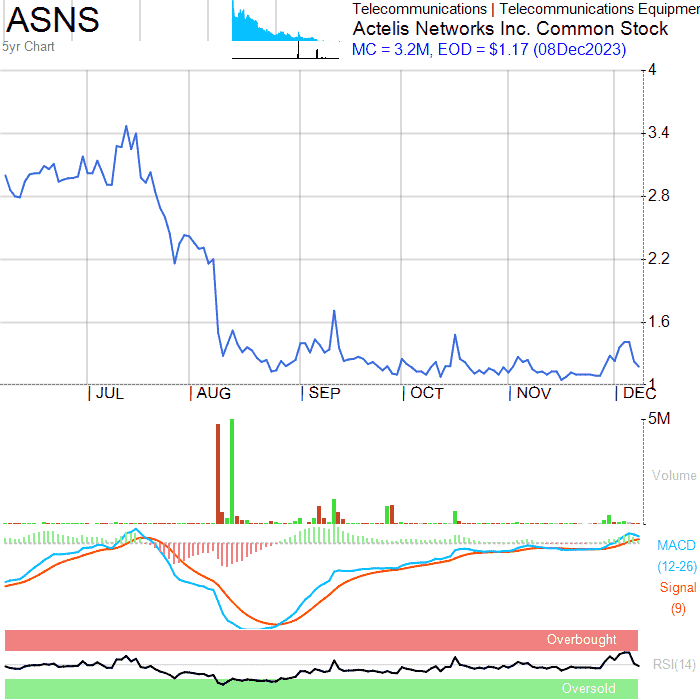 ASNS
5yr Chart
Telecommunications | Telecommunications Equipmen
Actelis Networks Inc. Common Stock
MC = 3.2M, EOD = $1.17 (08Dec2023)
4
3.4
2.8
2.2
1.6
1
JUL AUG SEP OCT NOV DEC
5M
Volume
MACD
(12-26)
Signal
(9)
Overbought
RSI(14)
Oversold